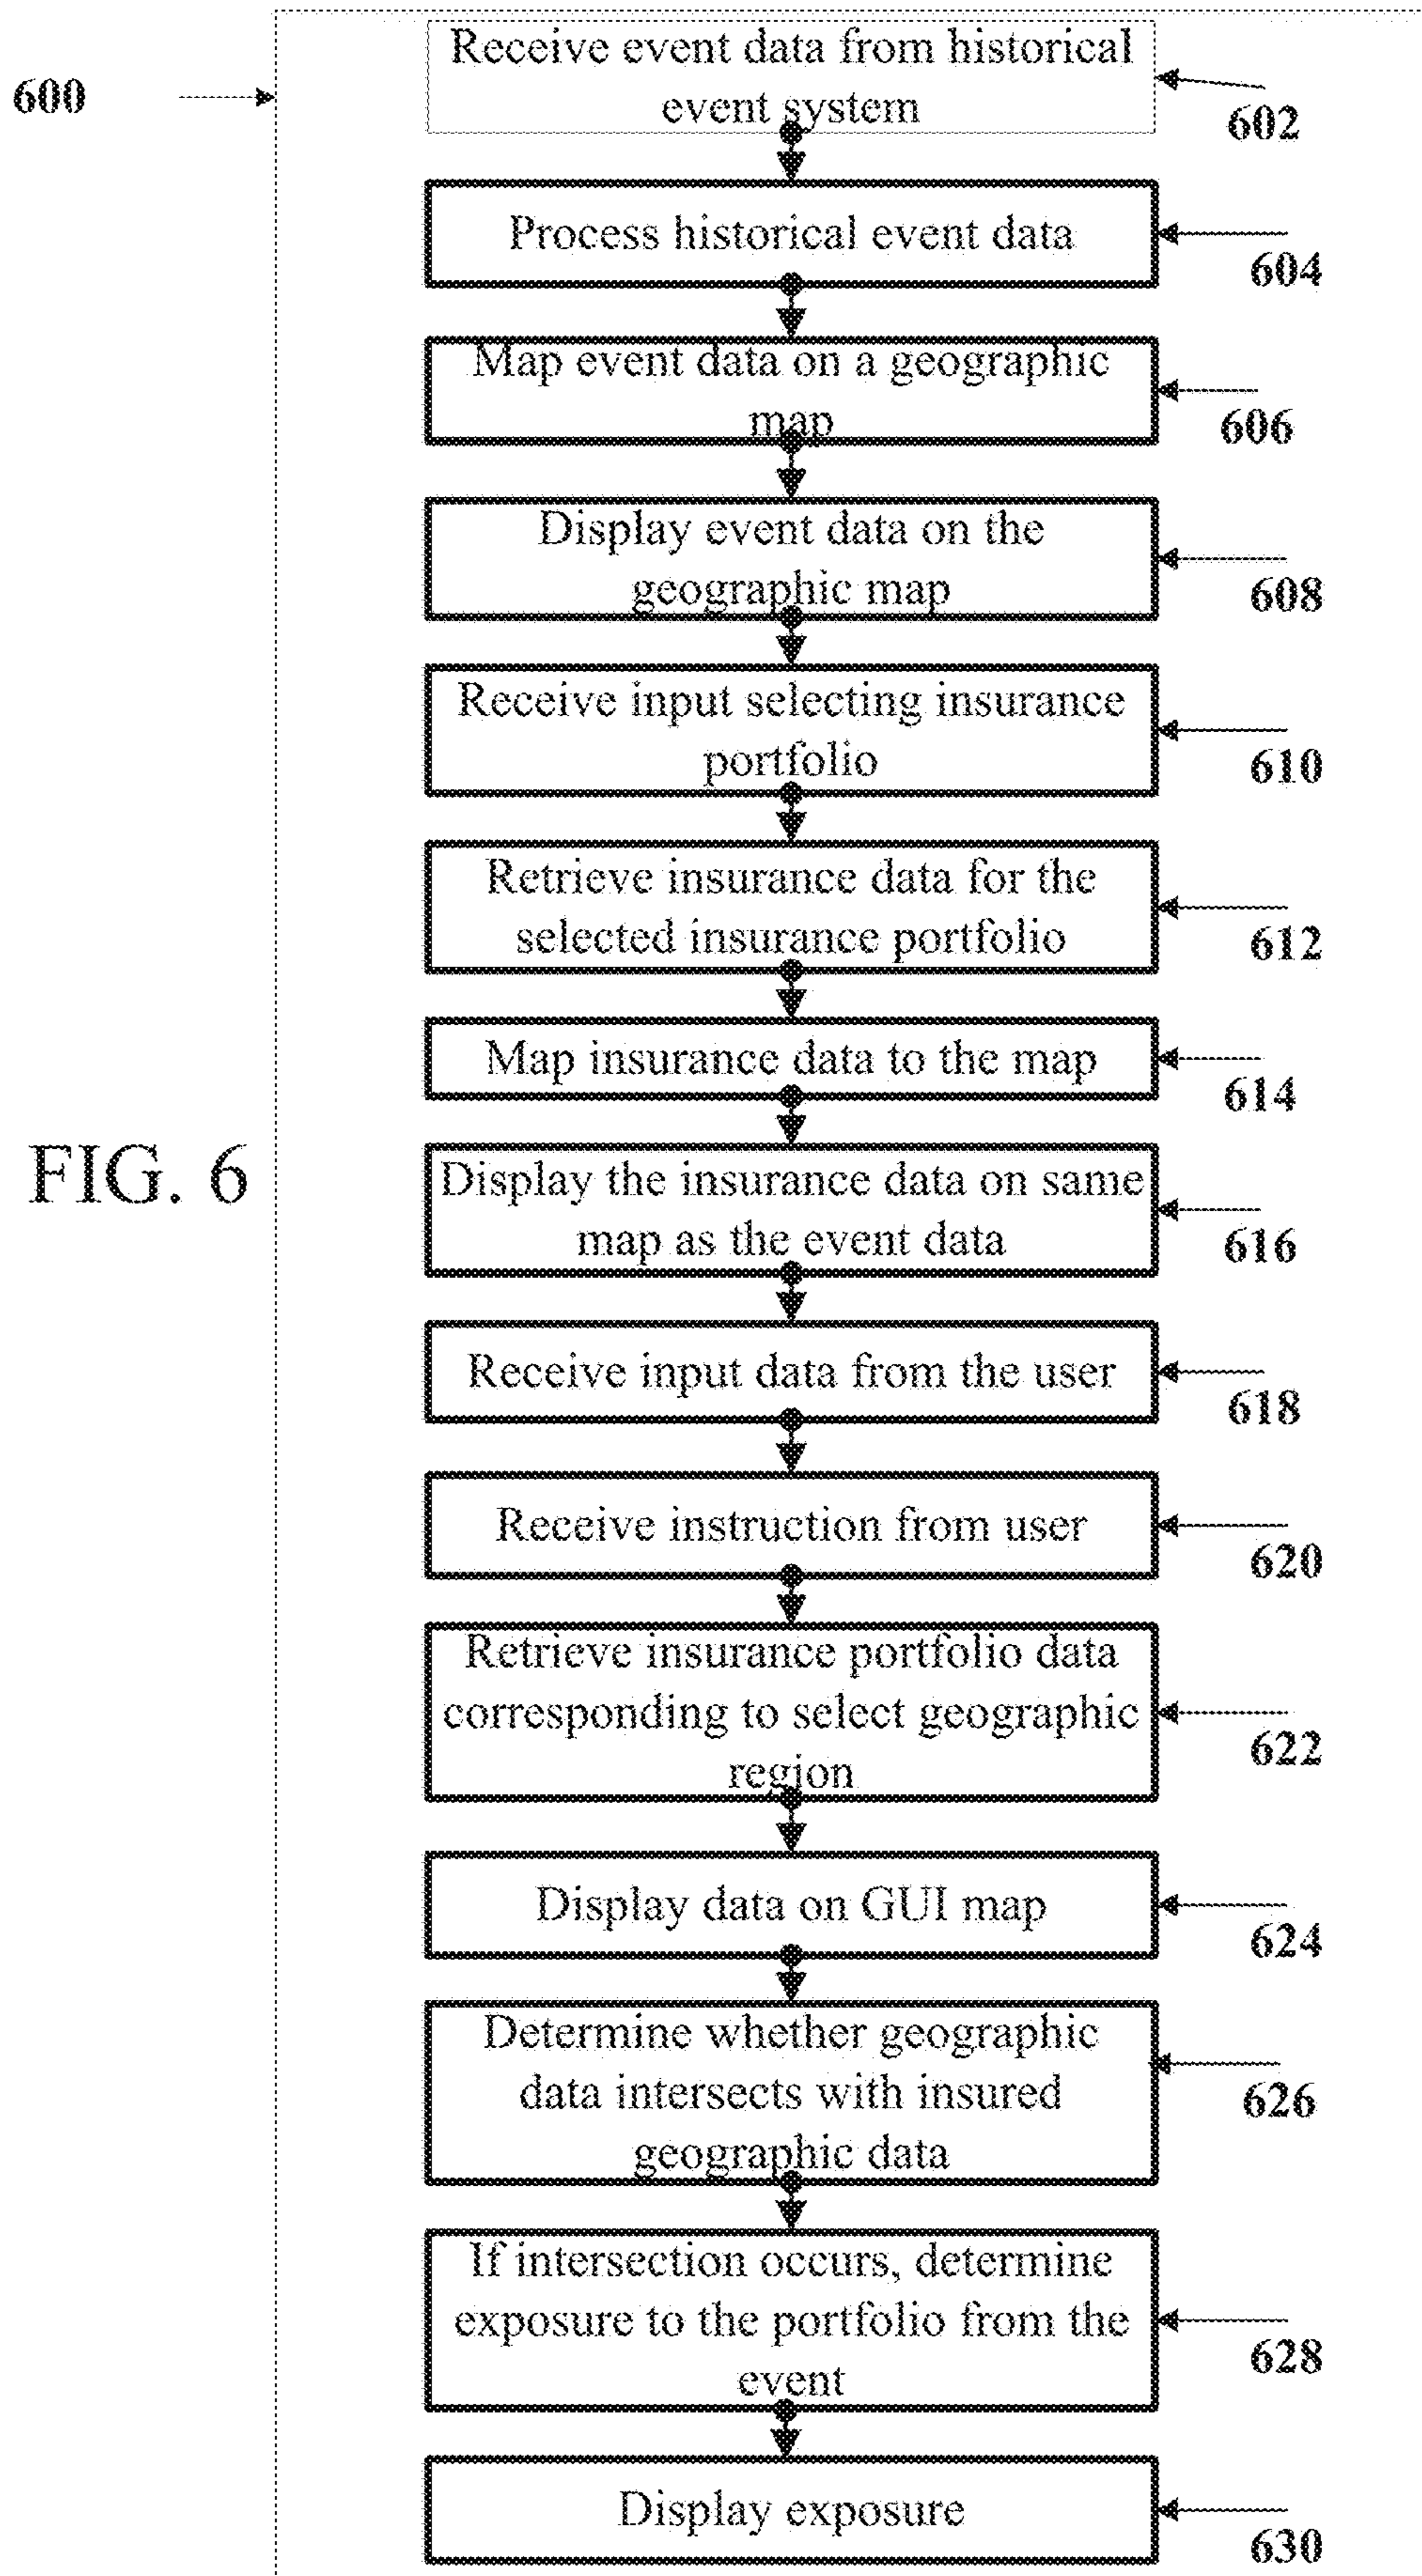 600
Receive event data from historical
event system
602
Process historical event data
604
Map event data on a geographic
map
606
Display event data on the
geographic map
608
Receive input selecting insurance
portfolio
610
Retrieve insurance data for the
selected insurance portfolio
612
Map insurance data to the map
614
FIG. 6
Display the insurance data on same
map as the event data
616
Receive input data from the user
618
Receive instruction from user
620
Retrieve insurance portfolio data
corresponding to select geographic
region
622
Display data on GUI map
624
Determine whether geographic
data intersects with insured
geographic data
626
If intersection occurs, determine
exposure to the portfolio from the
event
628
Display exposure
630